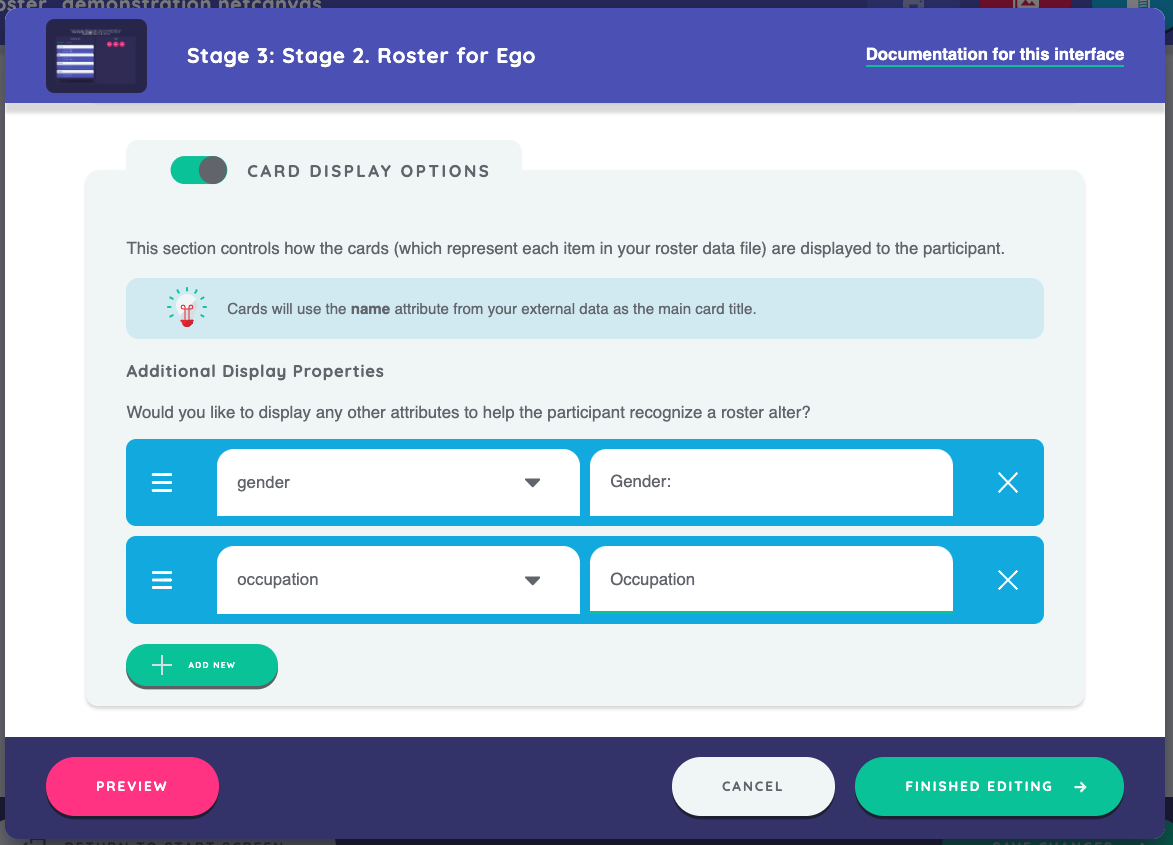 Stage 3: Stage 2. Roster for Ego
Documentation for this interface
CARD DISPLAY OPTIONS
This section controls how the cards (which represent each item in your roster data file) are displayed to the participant.
Cards will use the name attribute from your external data as the main card title.
Additional Display Properties
Would you like to display any other attributes to help the participant recognize a roster alter?
gender
Gender:
occupation
Occupation
ADD NEW
PREVIEW
CANCEL
FINISHED EDITING